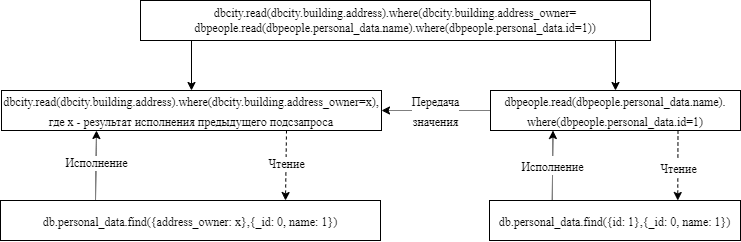 dbcity.read(dbcity.building.address).where(dbcity.building.address_owner=
dbpeople.read(dbpeople.personal_data.name).where(dbpeople.personal_data.id=1))
dbcity.read(dbcity.building.address).where(dbcity.building.address_owner=x),
где x - результат исполнения предыдущего подсзапроса
Передача
значения
dbpeople.read(dbpeople.personal_data.name).
where(dbpeople.personal_data.id=1)
Исполнение
Чтение
Исполнение
Чтение
db.personal_data.find({address_owner: x},{_id: 0, name: 1})
db.personal_data.find({id: 1},{_id: 0, name: 1})